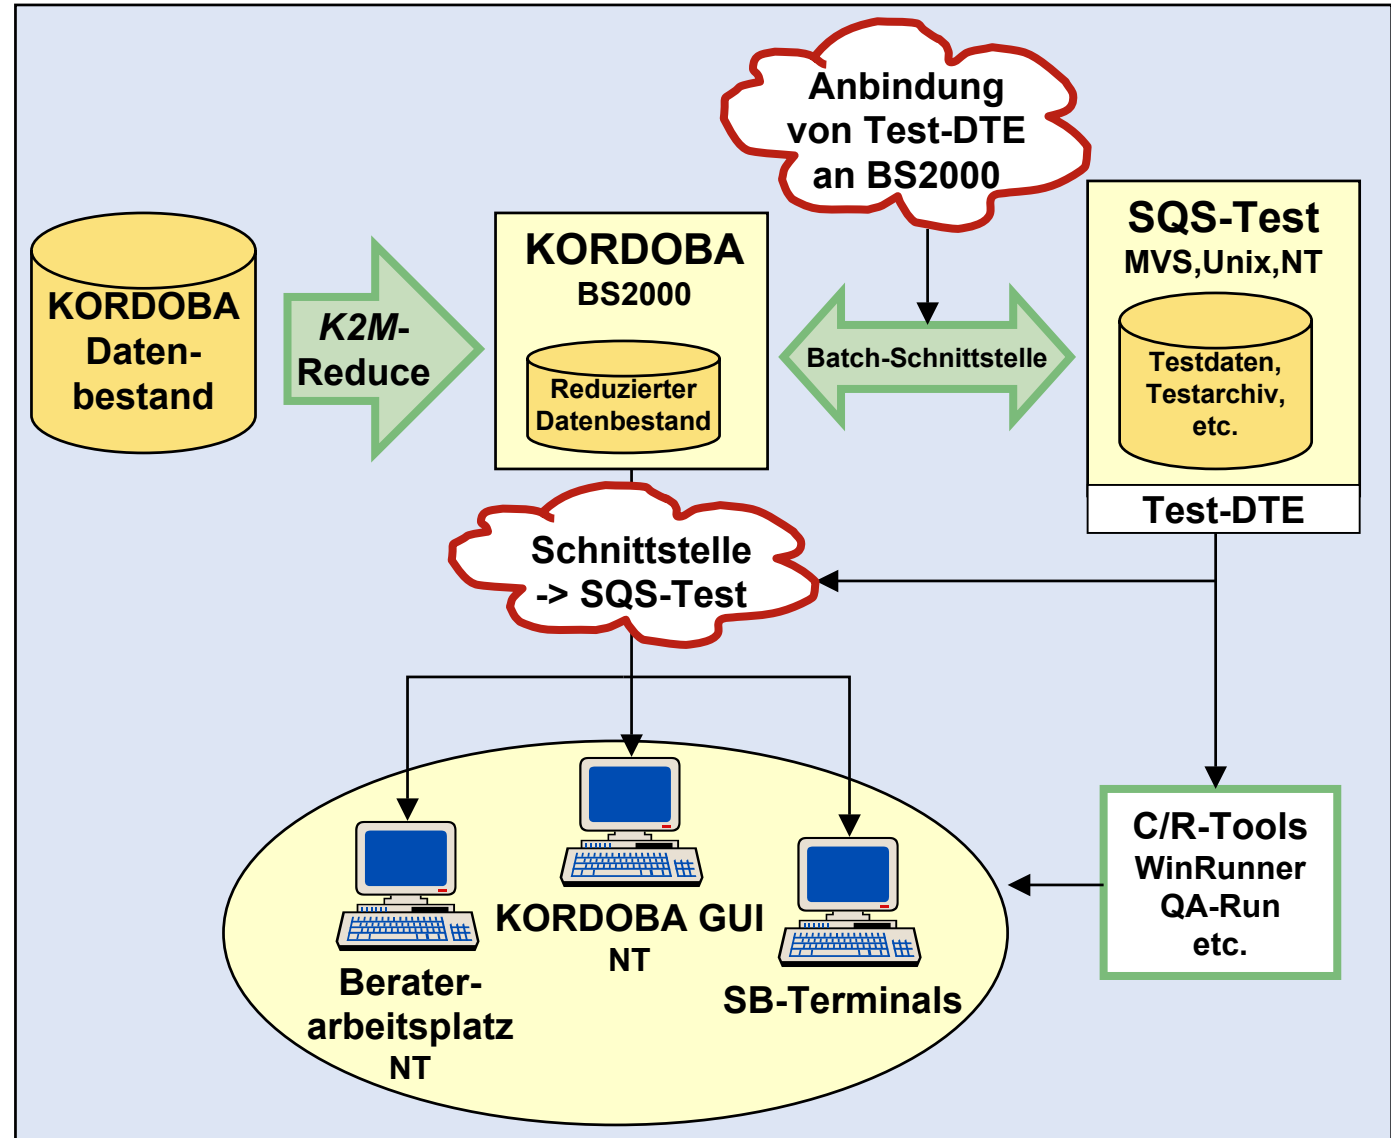 Anbindung
von Test-DTE
an BS2000
KORDOBA
Daten-
bestand
K2M-
Reduce
KORDOBA
BS2000
Reduzierter
Datenbestand
Batch-Schnittstelle
SQS-Test
MVS,Unix,NT
Testdaten,
Testarchiv,
etc.
Test-DTE
Schnittstelle
-> SQS-Test
Berater-
arbeitsplatz
NT
KORDOBA GUI
NT
SB-Terminals
C/R-Tools
WinRunner
QA-Run
etc.